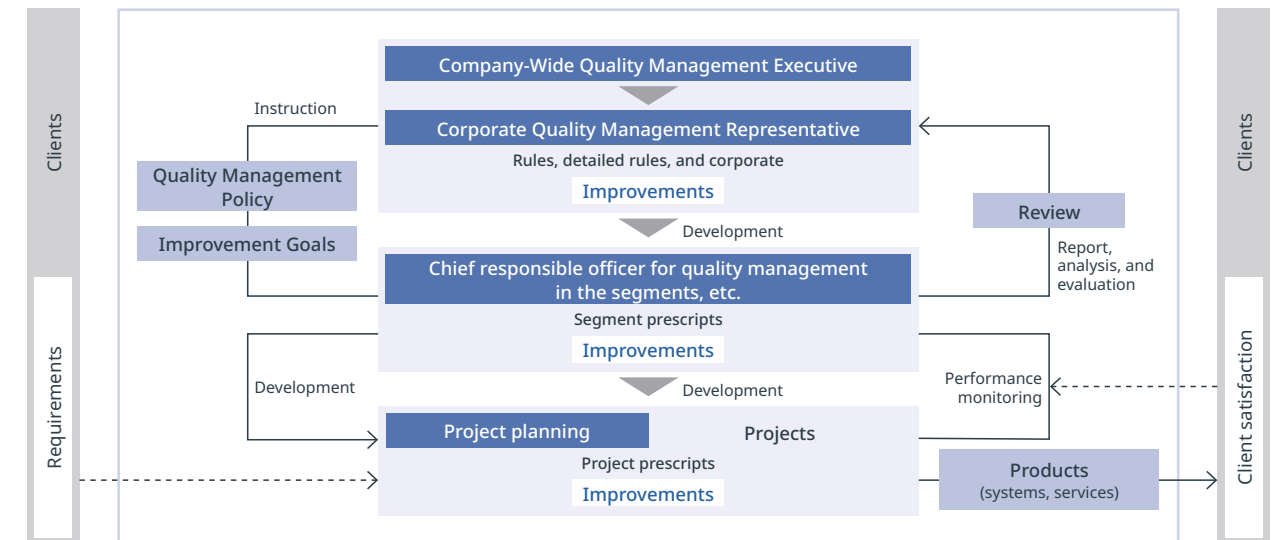 Clients
Requirements
Company-Wide Quality Management Executive
Instruction
Corporate Quality Management Representative
Rules, detailed rules, and corporate
Improvements
Quality Management
Policy
Improvement Goals
Development
Review
Report,
analysis, and
evaluation
Chief responsible officer for quality management
in the segments, etc.
Segment prescripts
Improvements
Development
Development
Performance
monitoring
Project planning
Projects
Project prescripts
Improvements
Products
(systems, services)
Clients
Client satisfaction